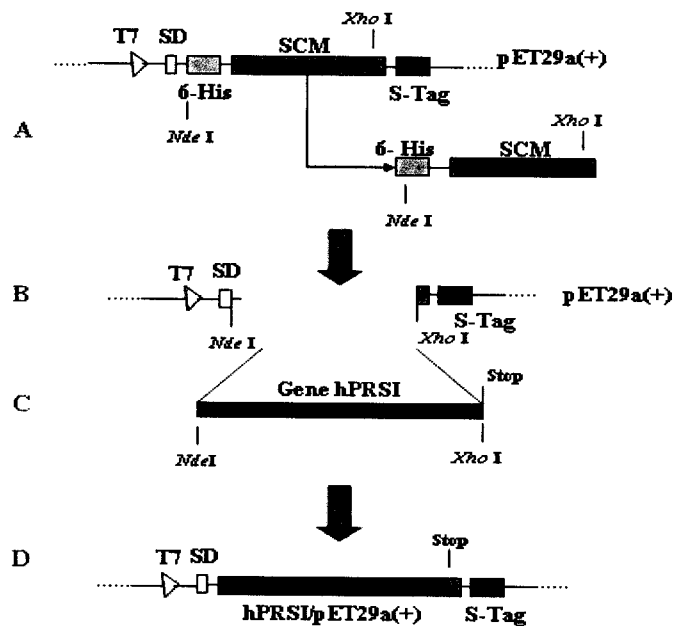 Xho I
T7 SD SCM pET29a(+)
6-His S-Tag
Nde I
A
Xho I
6- His SCM
Nde I
T7 SD
B pET29a(+)
S-Tag
Nde I Xho I
Stop
C Gene hPRSI
NdeI Xho I
D Stop
T7 SD
hPRSI/pET29a(+) S-Tag